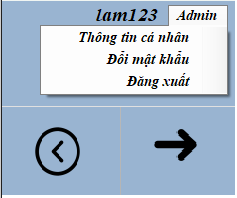 lam123 Admin
Thông tin cá nhân
Đổi mật khẩu
Đăng xuất